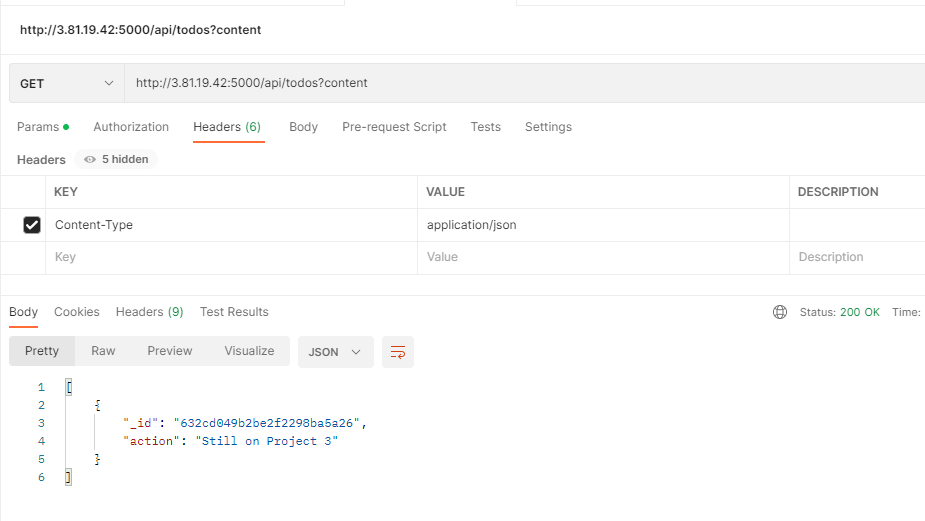 http://3.81.19.42:5000/api/todos?content
GET http://3.81.19.42:5000/api/todos?content
Params Authorization Headers (6) Body Pre-request Script Tests Settings
Headers 5 hidden
KEY VALUE DESCRIPTION
Content-Type application/json
Key Value Description
Body Cookies Headers (9) Test Results Status: 200 OK Time:
Pretty Raw Preview Visualize JSON
1 [
2 {
3 "_id": "632cd049b2be2f2298ba5a26",
4 "action": "Still on Project 3"
5 }
6 ]